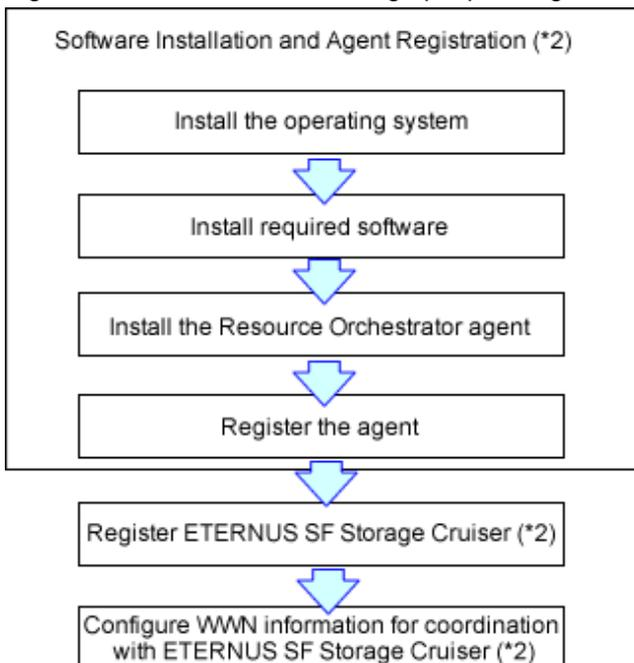 Software Installation and Agent Registration (*2)
Install the operating system
Install required software
Install the Resource Orchestrator agent
Register the agent
Register ETERNUS SF Storage Cruiser (*2)
Configure WWN information for coordination
with ETERNUS SF Storage Cruiser (*2)